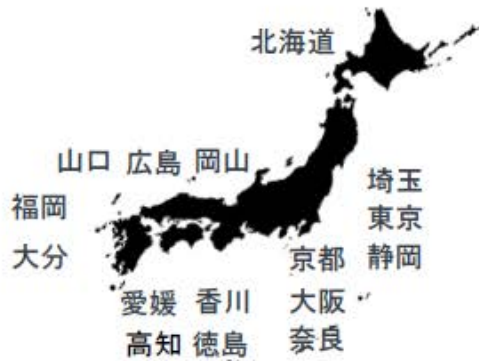 北海道
山口 広島 岡山
福岡
大分
埼玉
東京
静岡
京都
大阪
奈良
愛媛 香川
高知 徳島